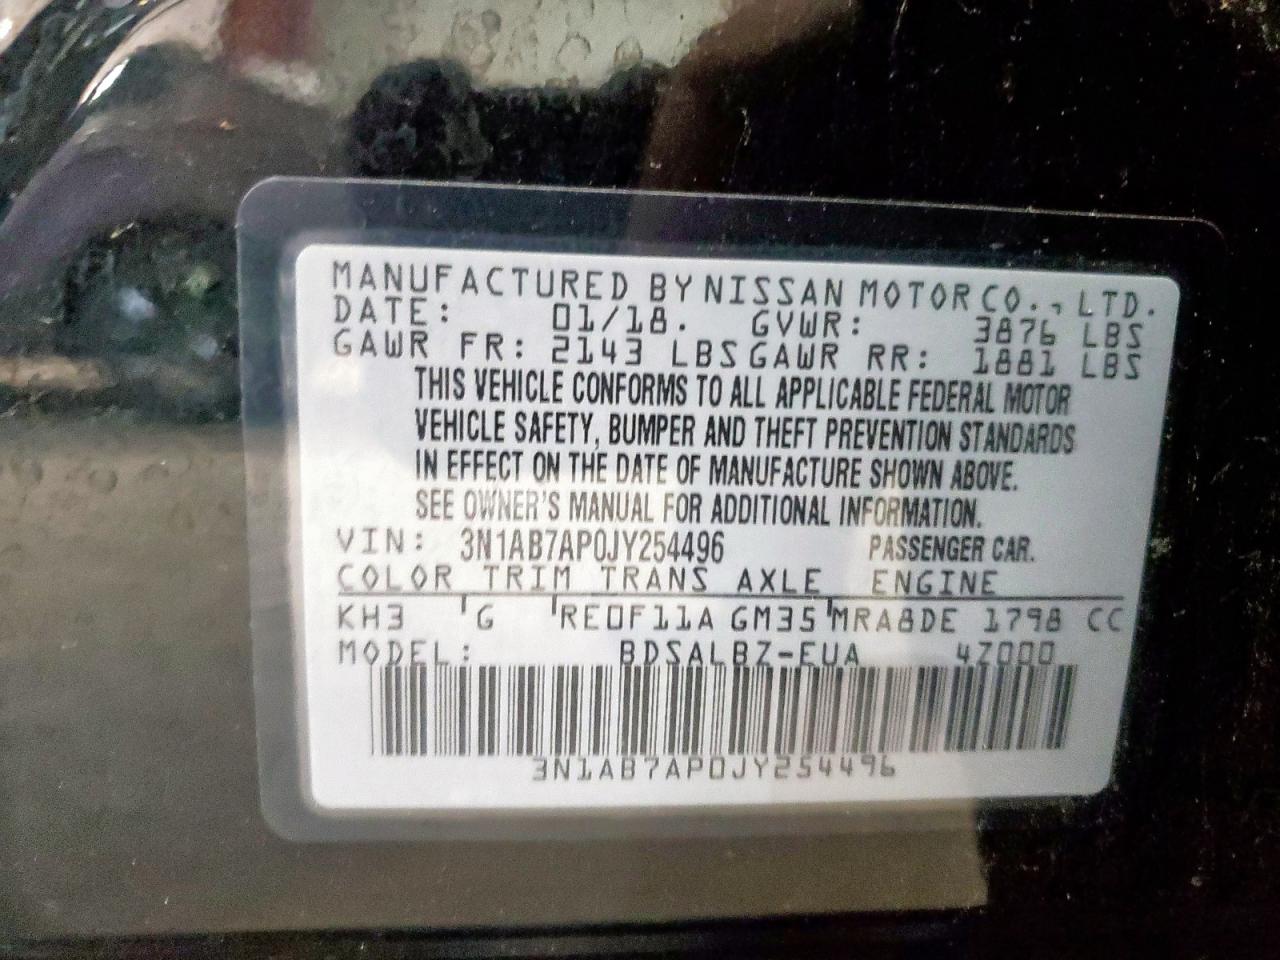 MANUFACTURED BY NISSAN MOTOR CO., LTD.
DATE: 01/18. GVWR: 3876 LBS
GAWR FR: 2143 LBS GAWR RR: 1881 LBS
THIS VEHICLE CONFORMS TO ALL APPLICABLE FEDERAL MOTOR
VEHICLE SAFETY, BUMPER AND THEFT PREVENTION STANDARDS
IN EFFECT ON THE DATE OF MANUFACTURE SHOWN ABOVE.
SEE OWNER'S MANUAL FOR ADDITIONAL INFORMATION.
VIN: 3N1AB7AP0JY254496 PASSENGER CAR.
COLOR TRIM TRANS AXLE ENGINE
KH3 G RE0F11A GM35 MRA8DE 1798 CC
MODEL: BDSALBZ-EUA 4Z000
3N1AB7AP0JY254496